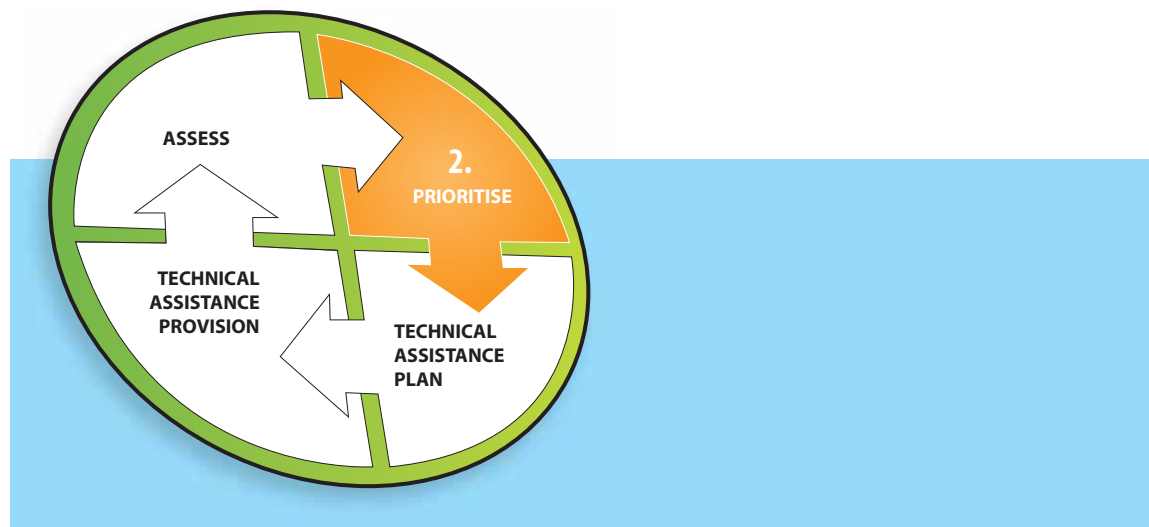 ASSESS
2.
PRIORITISE
TECHNICAL
ASSISTANCE
PROVISION
TECHNICAL
ASSISTANCE
PLAN